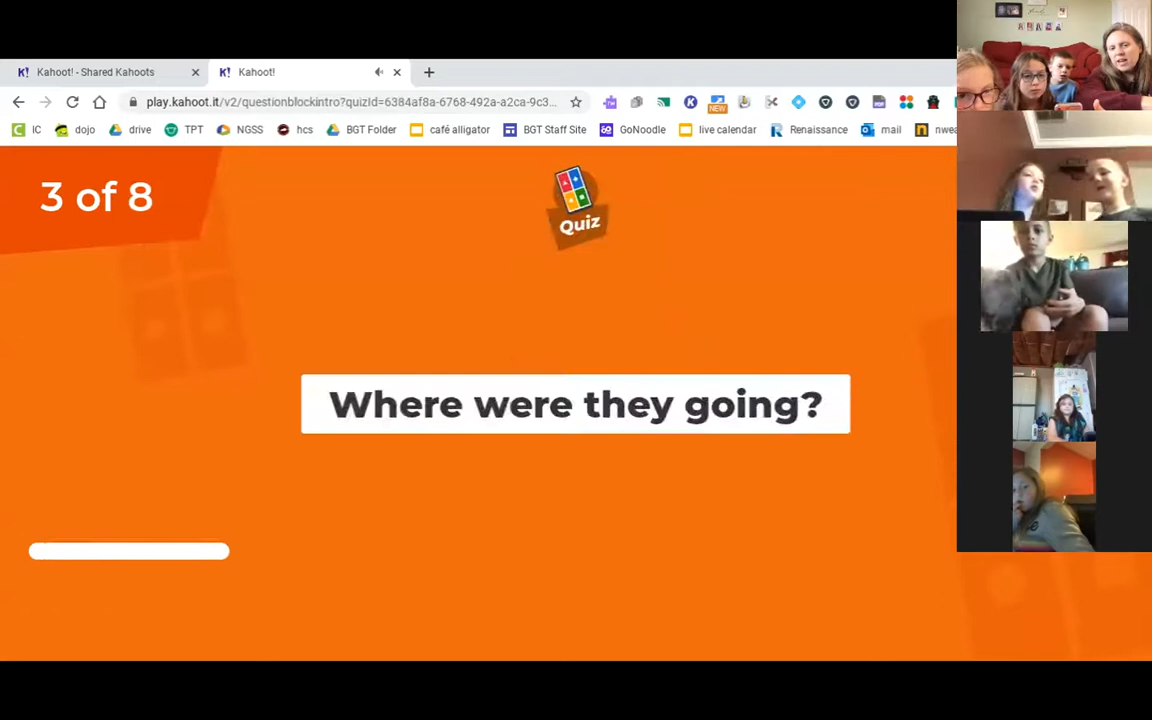 K! Kahoot! - Shared Kahoots
K! Kahoot!
play.kahoot.it/v2/questionblockintro?quizId=6384af8a-6768-492a-a2ca-9c3...
NEW
IC dojo drive TPT NGSS hcs BGT Folder café alligator BGT Staff Site GoNoodle live calendar Renaissance mail nwea
3 of 8
Quiz
Where were they going?